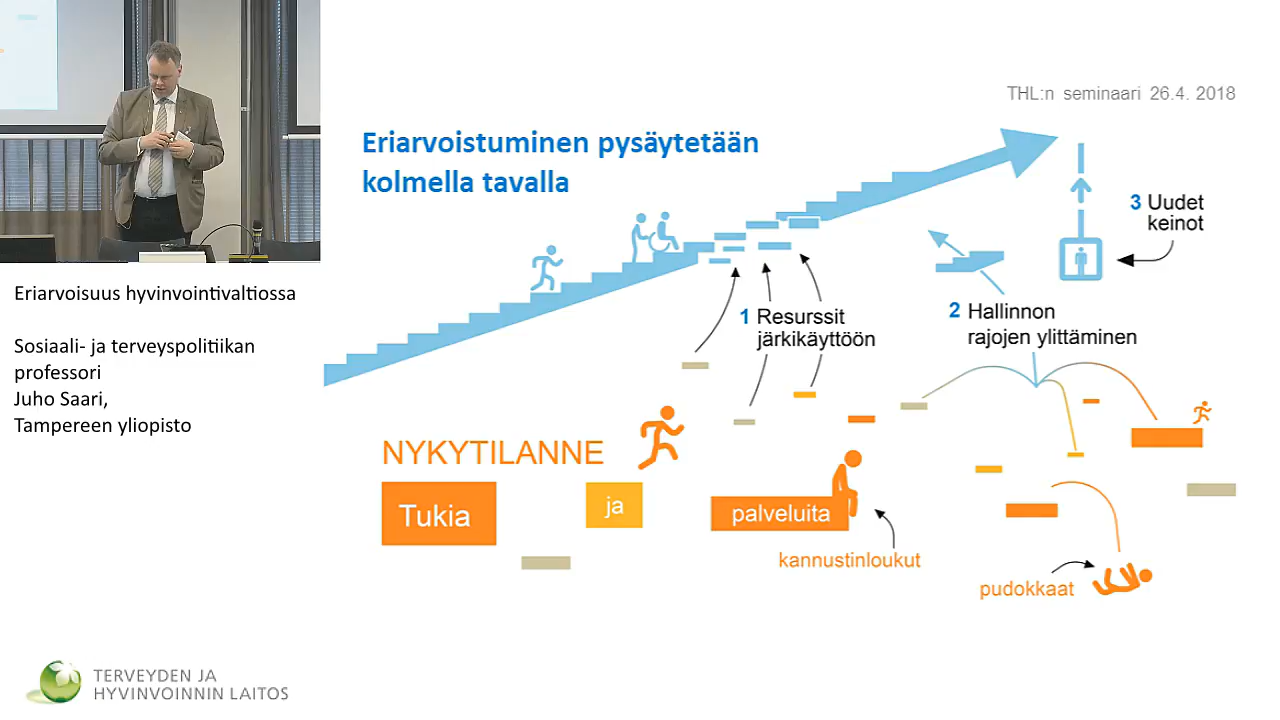 THL:n seminaari 26.4. 2018
Eriarvoistuminen pysäytetään
kolmella tavalla
3 Uudet
keinot
1 Resurssit
järkikäyttöön
2 Hallinnon
rajojen ylittäminen
NYKYTILANNE
Tukia
ja
palveluita
kannustinloukut
pudokkaat
Eriarvoisuus hyvinvointivaltiossa
Sosiaali- ja terveyspolitiikan
professori
Juho Saari,
Tampereen yliopisto
TERVEYDEN JA
HYVINVOINNIN LAITOS